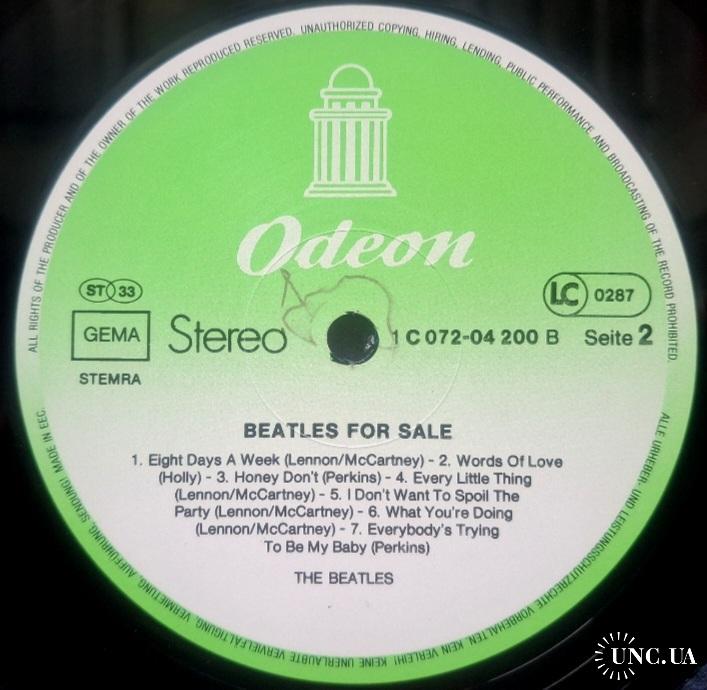 ALL RIGHTS OF THE PRODUCER AND OF THE OWNER OF THE WORK REPRODUCED RESERVED. UNAUTHORIZED COPYING, HIRING, LENDING, PUBLIC PERFORMANCE AND BROADCASTING OF THE RECORD PROHIBITED.
Odeon
ST 33
LC 0287
GEMA
Stereo
1 C 072-04 200 B
Seite 2
STEMRA
BEATLES FOR SALE
1. Eight Days A Week (Lennon/McCartney) - 2. Words Of Love
(Holly) - 3. Honey Don't (Perkins) - 4. Every Little Thing
(Lennon/McCartney) - 5. I Don't Want To Spoil The
Party (Lennon/McCartney) - 6. What You're Doing
(Lennon/McCartney) - 7. Everybody's Trying
To Be My Baby (Perkins)
THE BEATLES
ALLE URHEBER- UND LEISTUNGSSCHUTZRECHTE VORBEHALTEN. KEIN VERLEIH! KEINE UNERLAUBTE VERVIELFÄLTIGUNG, VERMIETUNG, AUFFÜHRUNG, SENDUNG! MADE IN EEC.
UNC.UA